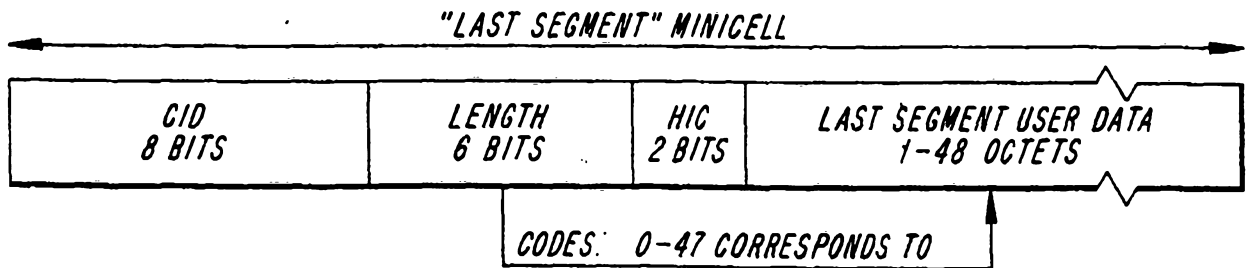 "LAST SEGMENT" MINICELL
CID
8 BITS
LENGTH
6 BITS
HIC
2 BITS
LAST SEGMENT USER DATA
1-48 OCTETS
CODES: 0-47 CORRESPONDS TO